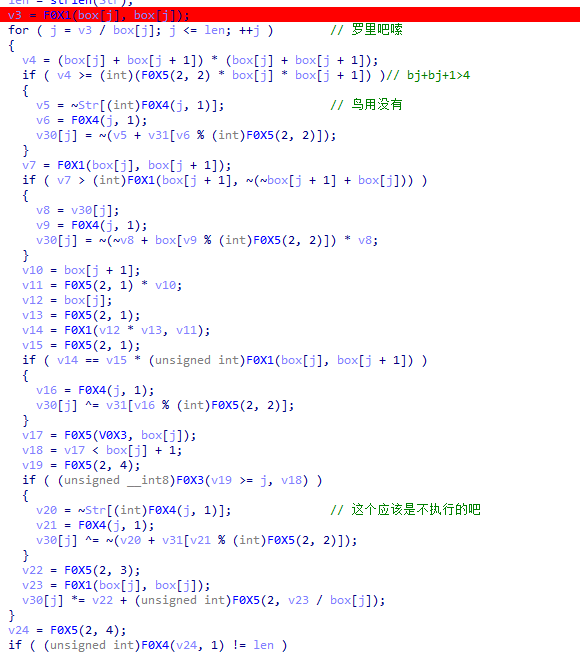 len = strlen(Str);
v3 = F0X1(box[j], box[j]);
for ( j = v3 / box[j]; j <= len; ++j )        // 罗里吧嗦
{
  v4 = (box[j] + box[j + 1]) * (box[j] + box[j + 1]);
  if ( v4 >= (int)(F0X5(2, 2) * box[j] * box[j + 1]) )// bj+bj+1>4
  {
    v5 = ~Str[(int)F0X4(j, 1)];               // 鸟用没有
    v6 = F0X4(j, 1);
    v30[j] = ~(v5 + v31[v6 % (int)F0X5(2, 2)]);
  }
  v7 = F0X1(box[j], box[j + 1]);
  if ( v7 > (int)F0X1(box[j + 1], ~(~box[j + 1] + box[j])) )
  {
    v8 = v30[j];
    v9 = F0X4(j, 1);
    v30[j] = ~(~v8 + box[v9 % (int)F0X5(2, 2)]) * v8;
  }
  v10 = box[j + 1];
  v11 = F0X5(2, 1) * v10;
  v12 = box[j];
  v13 = F0X5(2, 1);
  v14 = F0X1(v12 * v13, v11);
  v15 = F0X5(2, 1);
  if ( v14 == v15 * (unsigned int)F0X1(box[j], box[j + 1]) )
  {
    v16 = F0X4(j, 1);
    v30[j] ^= v31[v16 % (int)F0X5(2, 2)];
  }
  v17 = F0X5(V0X3, box[j]);
  v18 = v17 < box[j] + 1;
  v19 = F0X5(2, 4);
  if ( (unsigned __int8)F0X3(v19 >= j, v18) )
  {
    v20 = ~Str[(int)F0X4(j, 1)];              // 这个应该是不执行的吧
    v21 = F0X4(j, 1);
    v30[j] ^= ~(v20 + v31[v21 % (int)F0X5(2, 2)]);
  }
  v22 = F0X5(2, 3);
  v23 = F0X1(box[j], box[j]);
  v30[j] *= v22 + (unsigned int)F0X5(2, v23 / box[j]);
}
v24 = F0X5(2, 4);
if ( (unsigned int)F0X4(v24, 1) != len )